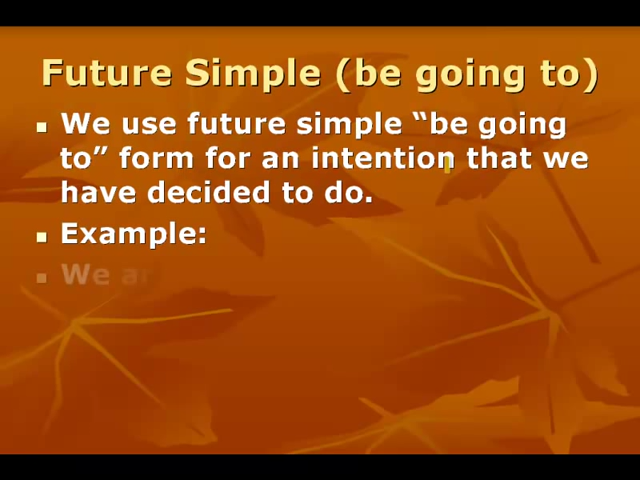 Future Simple (be going to)
We use future simple “be going
to” form for an intention that we
have decided to do.
Example:
We